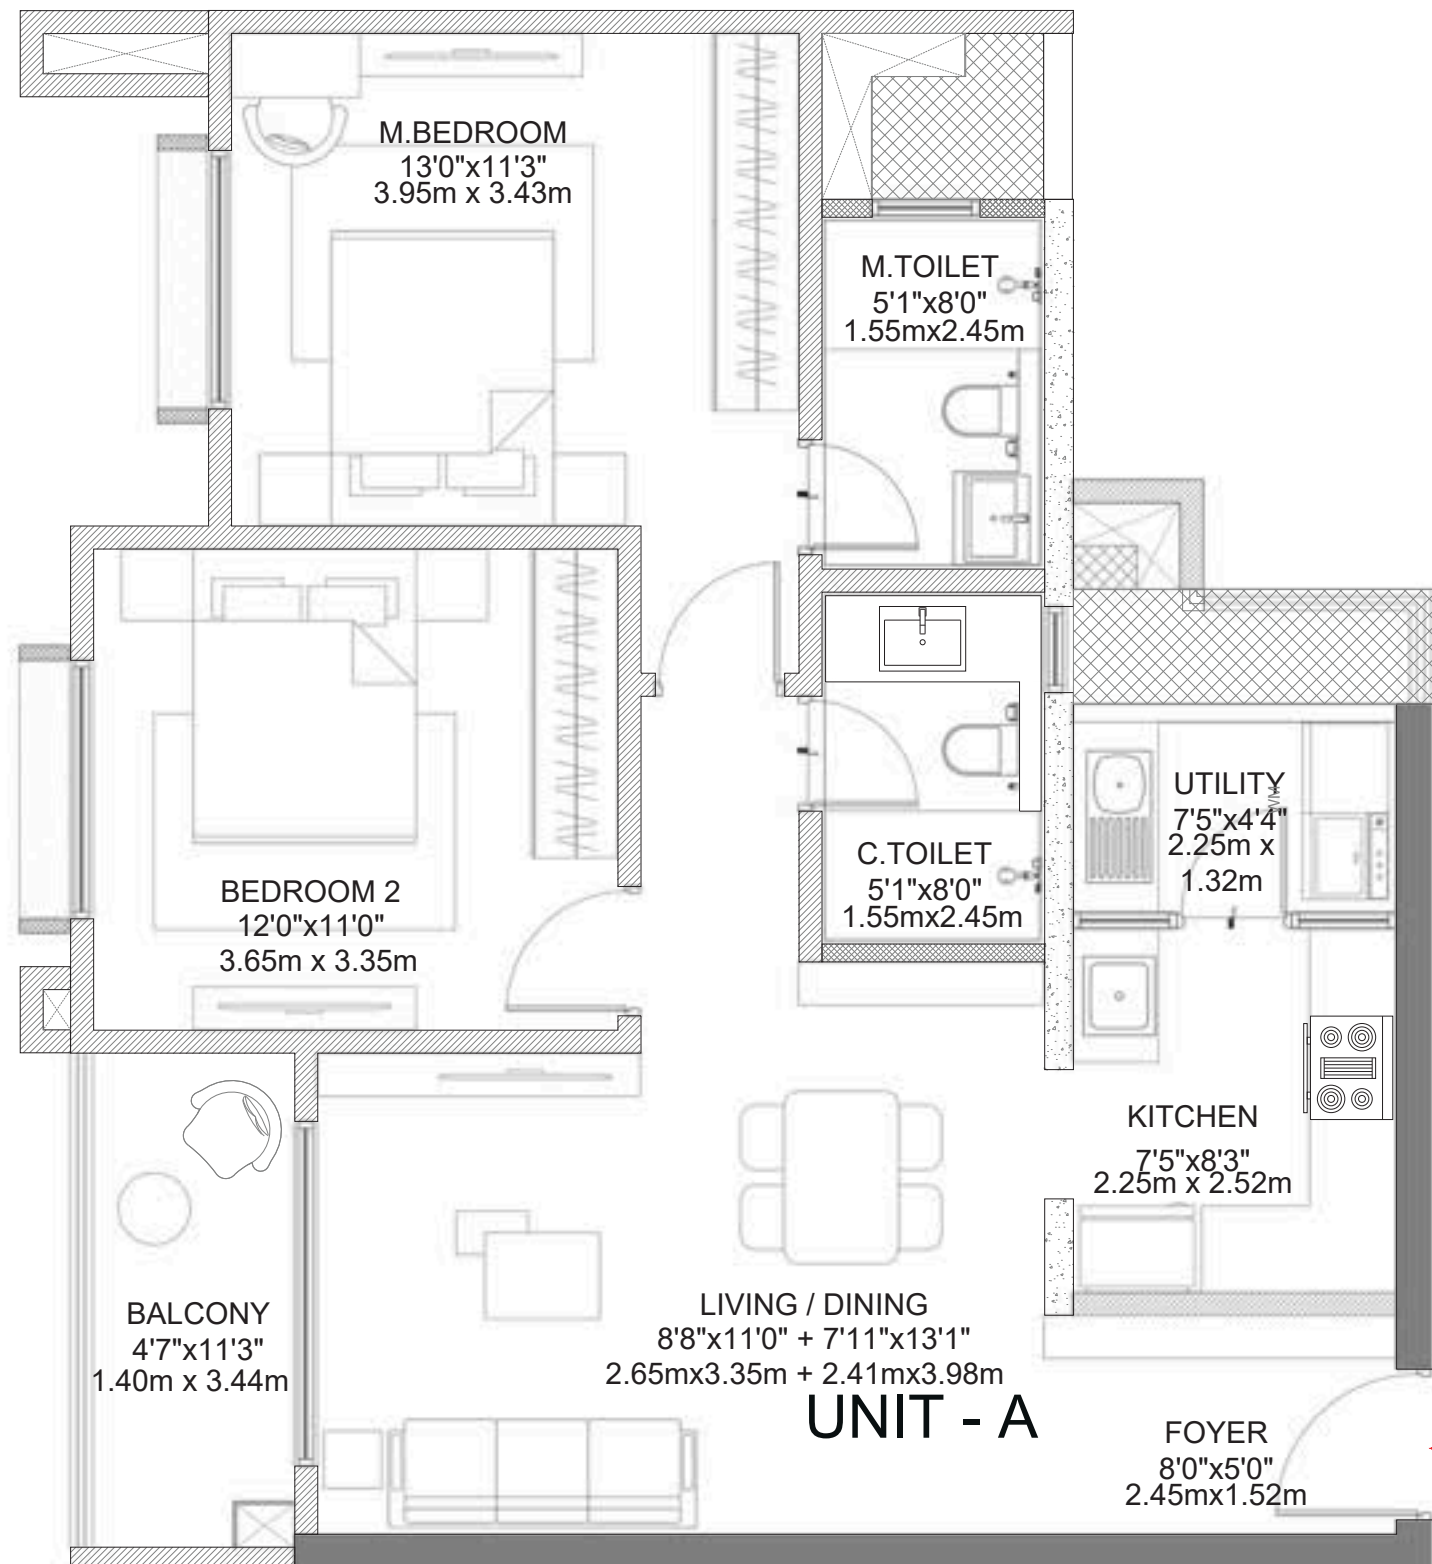 M.BEDROOM
13'0"x11'3"
3.95m x 3.43m
M.TOILET
5'1"x8'0"
1.55mx2.45m
UTILITY
WM
7'5"x4'4"
2.25m x
1.32m
C.TOILET
5'1"x8'0"
1.55mx2.45m
BEDROOM 2
12'0"x11'0"
3.65m x 3.35m
KITCHEN
7'5"x8'3"
2.25m x 2.52m
BALCONY
4'7"x11'3"
1.40m x 3.44m
LIVING / DINING
8'8"x11'0" + 7'11"x13'1"
2.65mx3.35m + 2.41mx3.98m
UNIT - A
FOYER
8'0"x5'0"
2.45mx1.52m